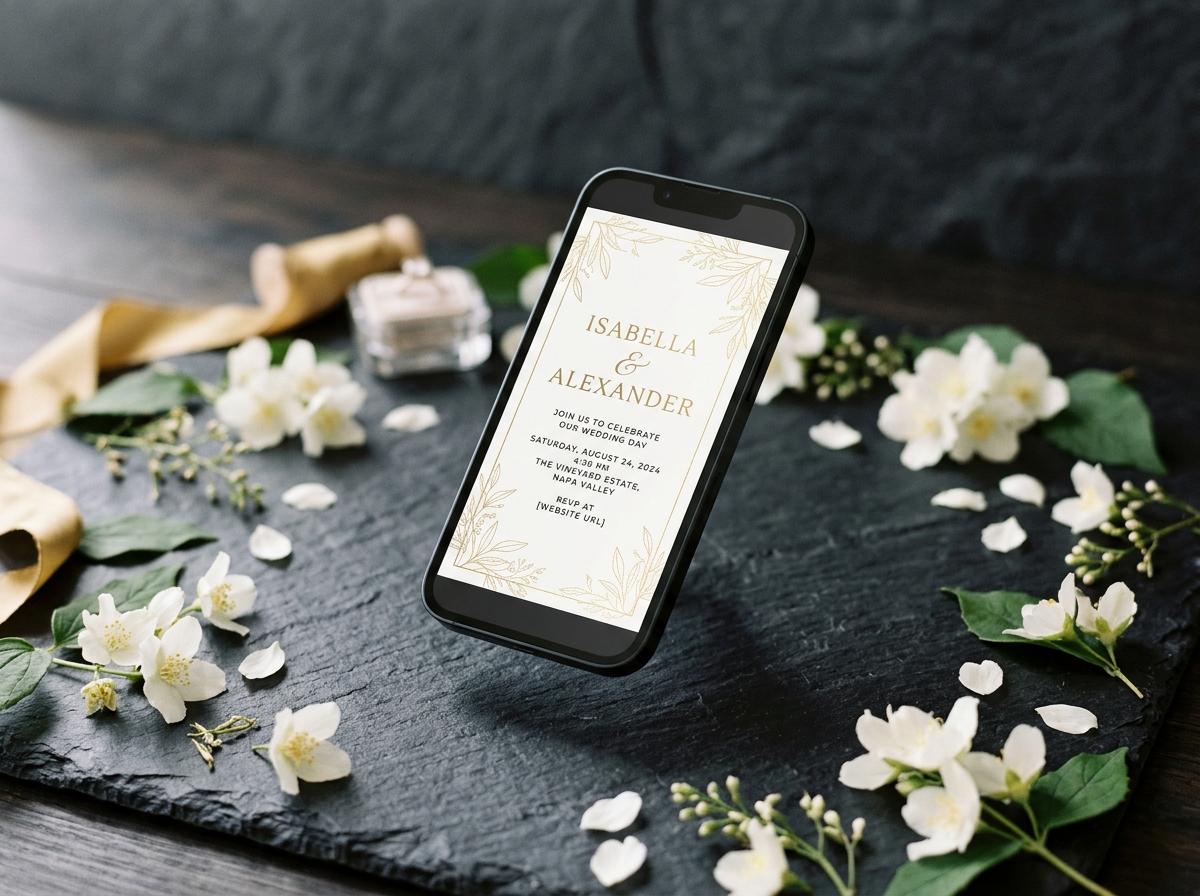 ISABELLA
&
ALEXANDER
JOIN US TO CELEBRATE
OUR WEDDING DAY
SATURDAY, AUGUST 24, 2024
4:30 PM
THE VINEYARD ESTATE,
NAPA VALLEY
RSVP AT
[WEBSITE URL]